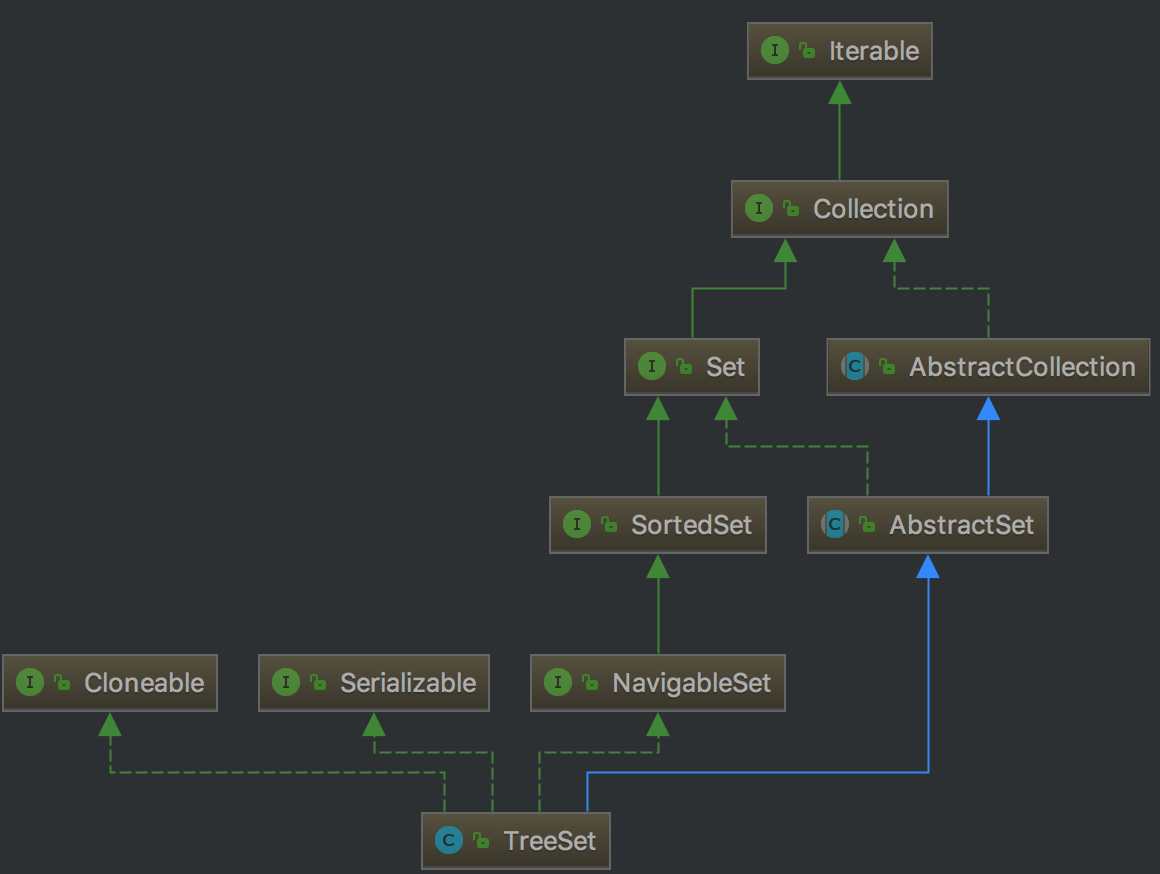 I Iterable
I Collection
I Set
C AbstractCollection
I SortedSet
C AbstractSet
I Cloneable
I Serializable
I NavigableSet
C TreeSet